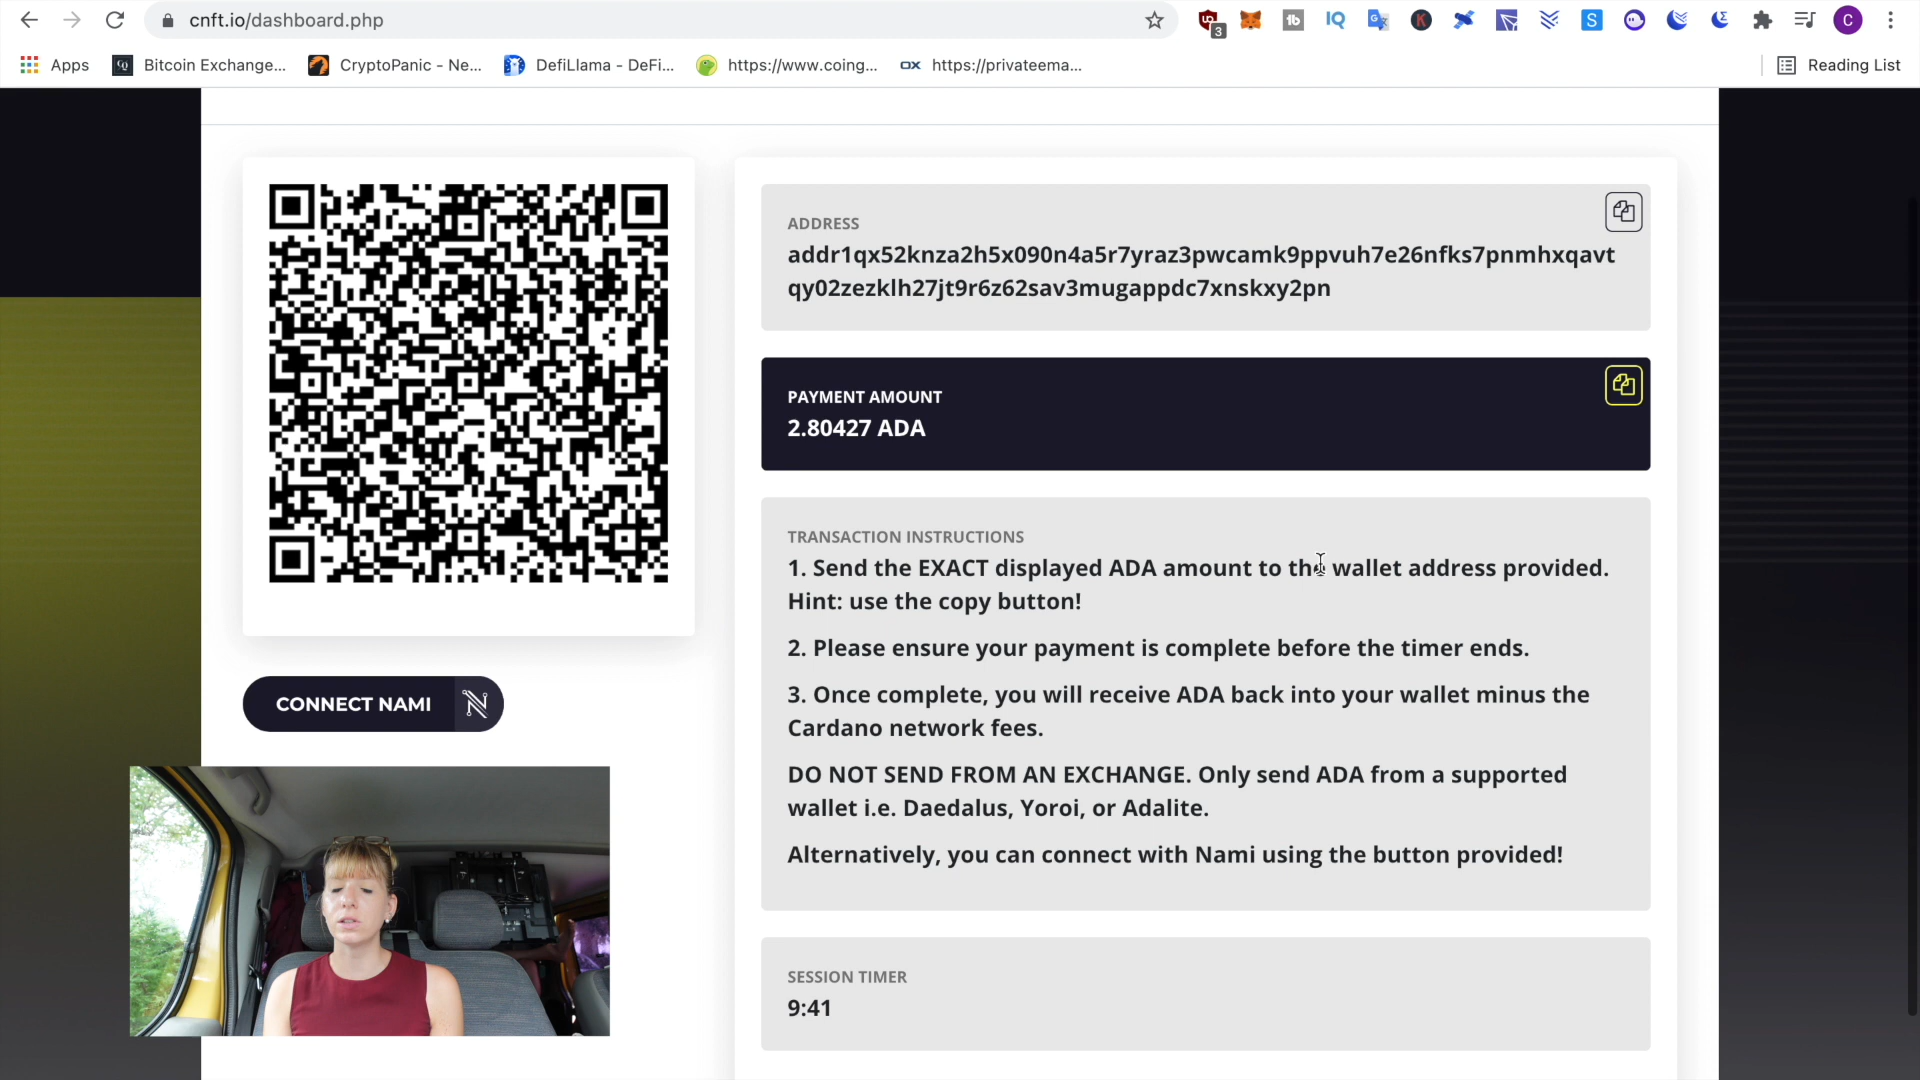 cnft.io/dashboard.php
3
C
Apps
Bitcoin Exchange...
CryptoPanic - Ne...
DefiLlama - DeFi...
https://www.coing...
OX
https://privateema...
Reading List
ADDRESS
addr1qx52knza2h5x090n4a5r7yraz3pwcamk9ppvuh7e26nfks7pnmhxqavt
qy02zezklh27jt9r6z62sav3mugappdc7xnskxy2pn
PAYMENT AMOUNT
2.80427 ADA
TRANSACTION INSTRUCTIONS
1. Send the EXACT displayed ADA amount to the wallet address provided.
Hint: use the copy button!
2. Please ensure your payment is complete before the timer ends.
3. Once complete, you will receive ADA back into your wallet minus the
Cardano network fees.
CONNECT NAMI
DO NOT SEND FROM AN EXCHANGE. Only send ADA from a supported
wallet i.e. Daedalus, Yoroi, or Adalite.
Alternatively, you can connect with Nami using the button provided!
SESSION TIMER
9:41